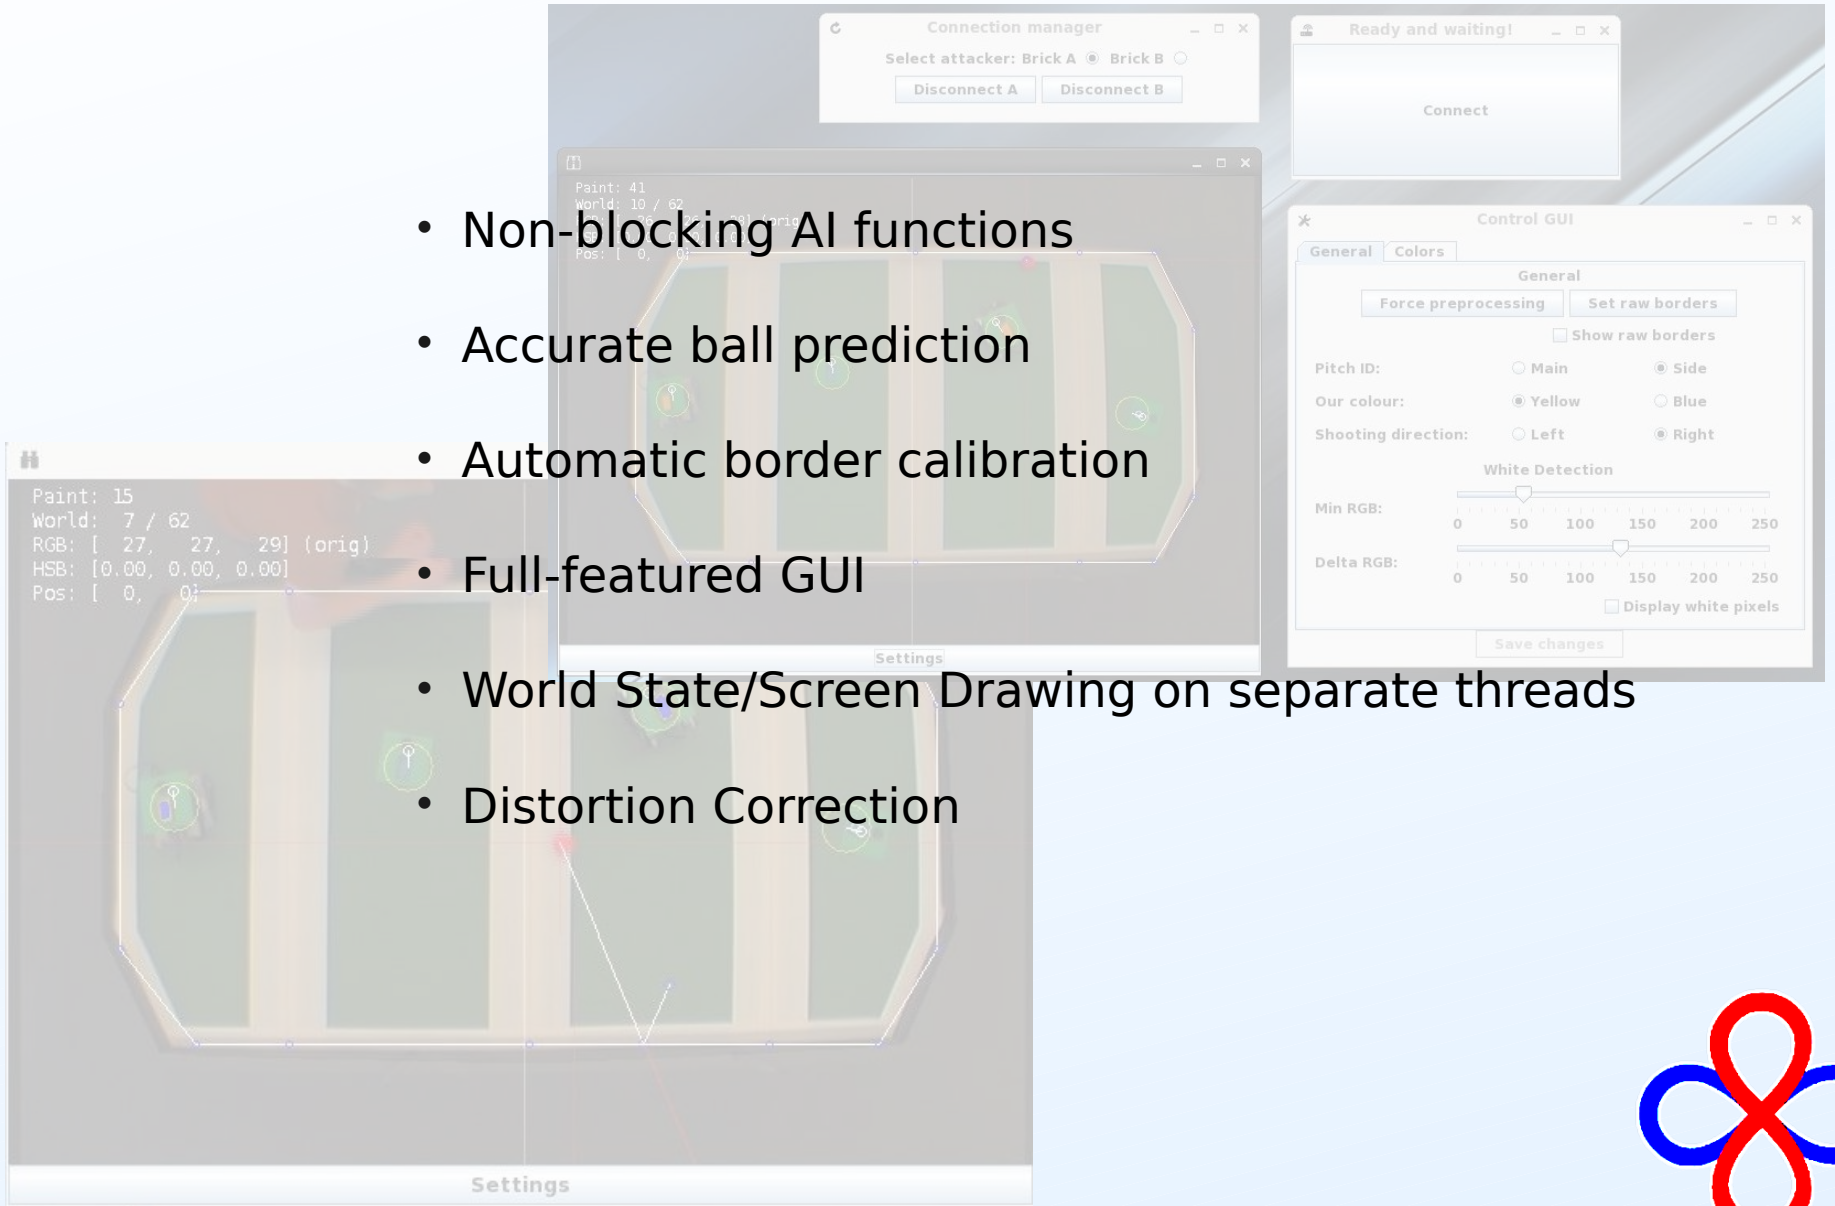 Connection manager
Select attacker: Brick A Brick B
Disconnect A Disconnect B
Ready and waiting!
Connect
Paint: 41
World: 10 / 62
Pos: [ 0, 0]
Control GUI
General Colors
General
Force preprocessing Set raw borders
Show raw borders
Pitch ID: Main Side
Our colour: Yellow Blue
Shooting direction: Left Right
White Detection
Min RGB:
0 50 100 150 200 250
Delta RGB:
0 50 100 150 200 250
Display white pixels
Save changes
Settings
• Non-blocking AI functions
• Accurate ball prediction
• Automatic border calibration
• Full-featured GUI
• World State/Screen Drawing on separate threads
• Distortion Correction
Paint: 15
World: 7 / 62
RGB: [ 27, 27, 29] (orig)
HSB: [0.00, 0.00, 0.00]
Pos: [ 0, 0]
Settings